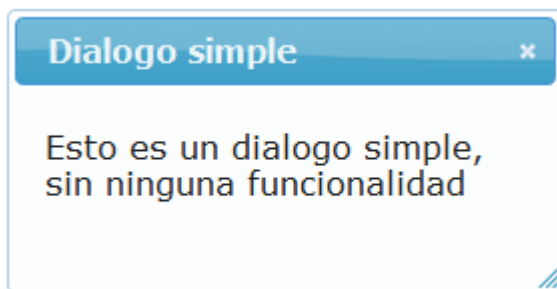 Dialogo simple
Esto es un dialogo simple,
sin ninguna funcionalidad